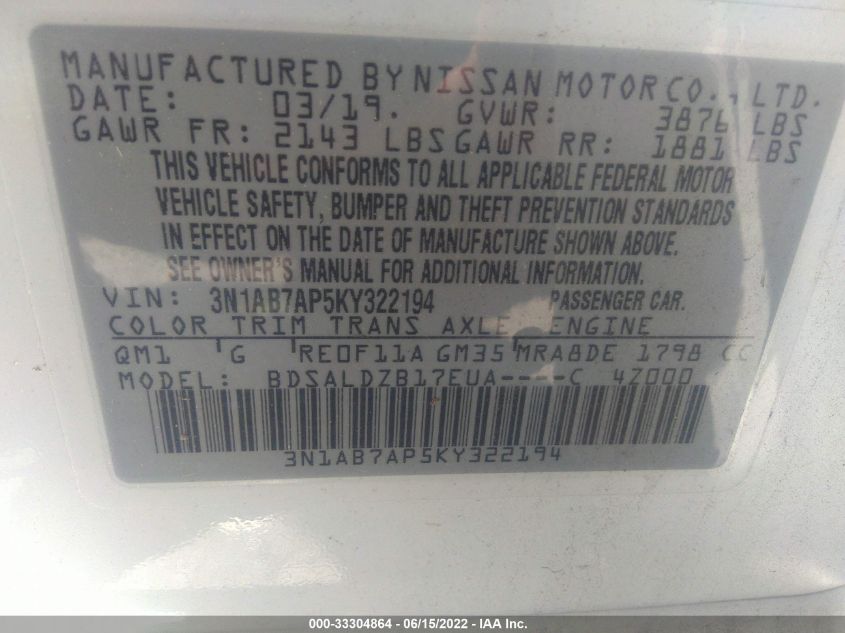 MANUFACTURED BY NISSAN MOTOR CO., LTD.
DATE: 03/19. GVWR: 3876 LBS
GAWR FR: 2143 LBS GAWR RR: 1881 LBS
THIS VEHICLE CONFORMS TO ALL APPLICABLE FEDERAL MOTOR
VEHICLE SAFETY, BUMPER AND THEFT PREVENTION STANDARDS
IN EFFECT ON THE DATE OF MANUFACTURE SHOWN ABOVE.
SEE OWNER'S MANUAL FOR ADDITIONAL INFORMATION.
VIN: 3N1AB7AP5KY322194 PASSENGER CAR.
COLOR TRIM TRANS AXLE ENGINE
QM1 G RE0F11A GM35 MRA8DE 1798 CC
MODEL: BDSALDZB17EUA----C 4Z000
3N1AB7AP5KY322194
000-33304864 - 06/15/2022 - IAA Inc.